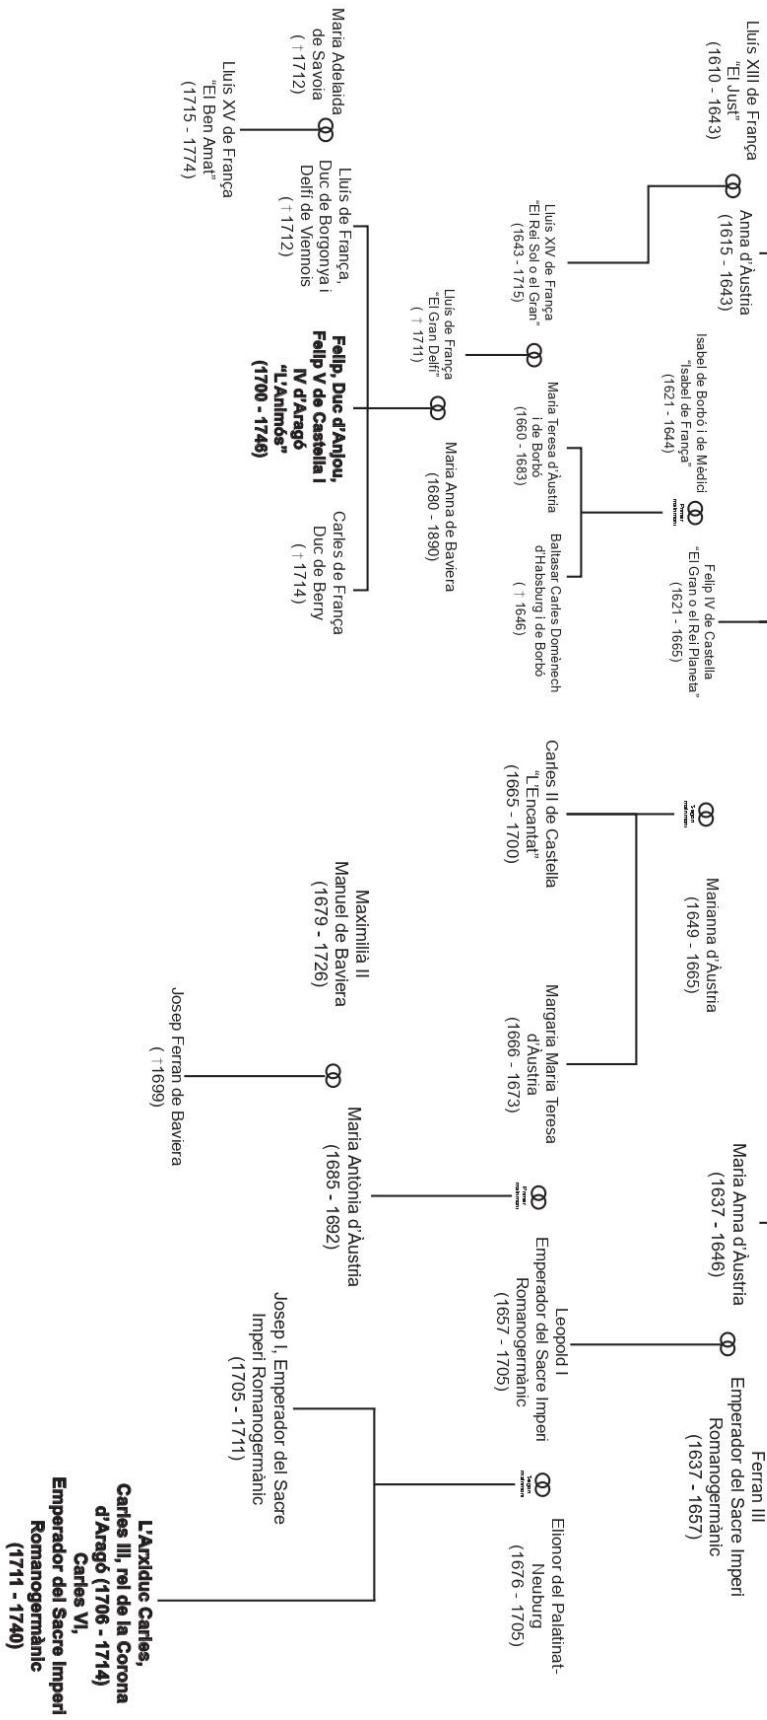 Lluís XIII de França
"El Just"
(1610 - 1643)
Anna d'Àustria
(1615 - 1643)
Isabel de Borbó i de Mèdici
"Isabel de França"
(1621 - 1644)
Primer
matrimoni
Felip IV de Castella
"El Gran o el Rei Planeta"
(1621 - 1665)
Segon
matrimoni
Marianna d'Àustria
(1649 - 1665)
Maria Anna d'Àustria
(1637 - 1646)
Ferran III
Emperador del Sacre Imperi
Romanogermànic
(1637 - 1657)
Lluís XIV de França
"El Rei Sol o el Gran"
(1643 - 1715)
Maria Teresa d'Àustria
i de Borbó
(1660 - 1683)
Baltasar Carles Domènech
d'Habsburg i de Borbó
( † 1646)
Carles II de Castella
"L'Encantat"
(1665 - 1700)
Margaria Maria Teresa
d'Àustria
(1666 - 1673)
Primer
matrimoni
Leopold I
Emperador del Sacre Imperi
Romanogermànic
(1657 - 1705)
Segon
matrimoni
Elionor del Palatinat-
Neuburg
(1676 - 1705)
Lluís de França
"El Gran Delfí"
( † 1711)
Maria Anna de Baviera
(1680 - 1890)
Maximilià II
Manuel de Baviera
(1679 - 1726)
Maria Antònia d'Àustria
(1685 - 1692)
Josep I, Emperador del Sacre
Imperi Romanogermànic
(1705 - 1711)
L'Arxiduc Carles,
Carles III, rei de la Corona
d'Aragó (1706 - 1714)
Carles VI,
Emperador del Sacre Imperi
Romanogermànic
(1711 - 1740)
Maria Adelaida
de Savoia
( †1712)
Lluís de França,
Duc de Borgonya i
Delfí de Viennois
( †1712)
Felip, Duc d'Anjou,
Felip V de Castella i
IV d'Aragó
"L'Animós"
(1700 - 1746)
Carles de França
Duc de Berry
( †1714)
Lluís XV de França
"El Ben Amat"
(1715 - 1774)
Josep Ferran de Baviera
( †1699)